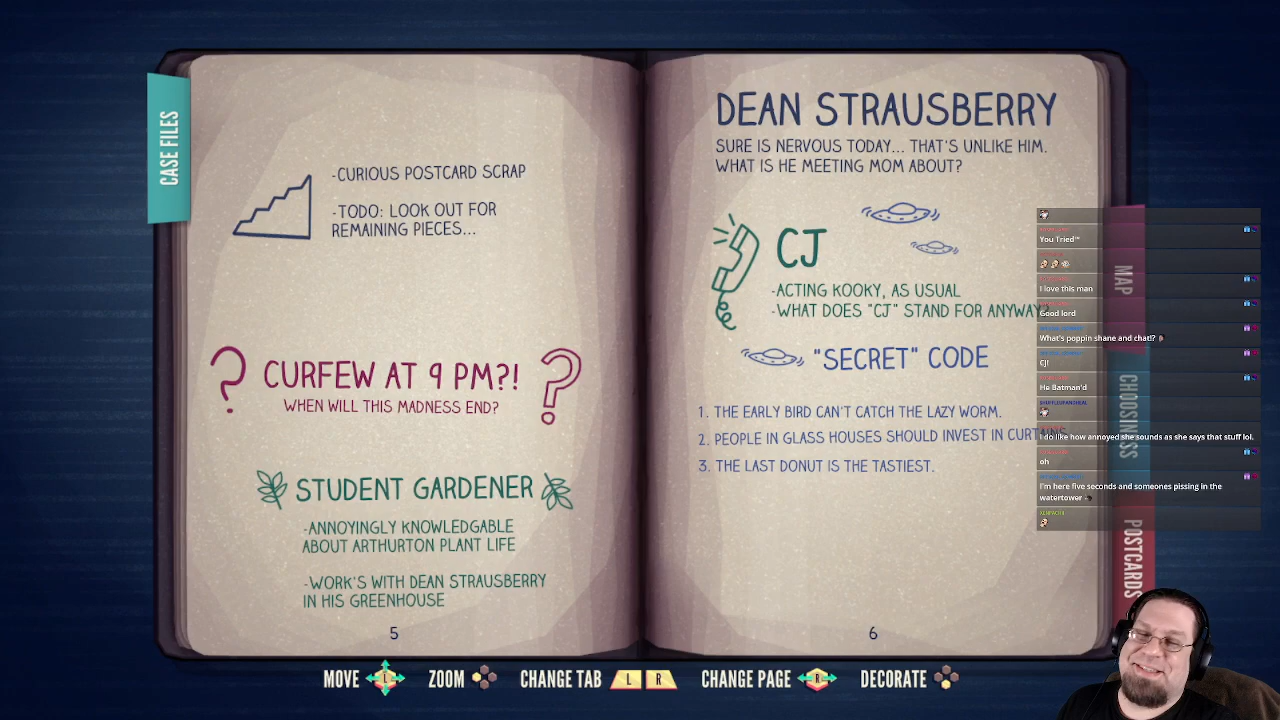 CASE FILES
-CURIOUS POSTCARD SCRAP
-TODO: LOOK OUT FOR
REMAINING PIECES...
? CURFEW AT 9 PM?! ?
WHEN WILL THIS MADNESS END?
STUDENT GARDENER
-ANNOYINGLY KNOWLEDGABLE
ABOUT ARTHURTON PLANT LIFE
-WORK'S WITH DEAN STRAUSBERRY
IN HIS GREENHOUSE
5
DEAN STRAUSBERRY
SURE IS NERVOUS TODAY... THAT'S UNLIKE HIM.
WHAT IS HE MEETING MOM ABOUT?
CJ
-ACTING KOOKY, AS USUAL
-WHAT DOES "CJ" STAND FOR ANYWAY
"SECRET" CODE
1. THE EARLY BIRD CAN'T CATCH THE LAZY WORM.
2. PEOPLE IN GLASS HOUSES SHOULD INVEST IN CURTAINS.
3. THE LAST DONUT IS THE TASTIEST.
6
MAP
CHOOSINESS
POSTCARDS
You Tried™
I love this man
Good lord
What's poppin shane and chat!?
CJ!
He Batman'd
I do like how annoyed she sounds as she says that stuff lol.
oh
I'm here five seconds and someones pissing in the
watertower
MOVE L ZOOM CHANGE TAB L R CHANGE PAGE R DECORATE